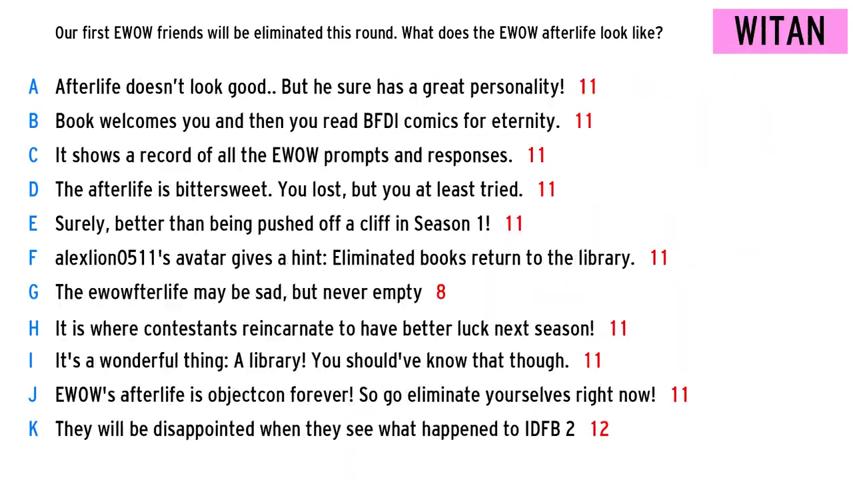 Our first EWOW friends will be eliminated this round. What does the EWOW afterlife look like?
WITAN
A Afterlife doesn't look good.. But he sure has a great personality! 11
B Book welcomes you and then you read BFDI comics for eternity. 11
C It shows a record of all the EWOW prompts and responses. 11
D The afterlife is bittersweet. You lost, but you at least tried. 11
E Surely, better than being pushed off a cliff in Season 1! 11
F alexlion0511's avatar gives a hint: Eliminated books return to the library. 11
G The ewowfterlife may be sad, but never empty 8
H It is where contestants reincarnate to have better luck next season! 11
I It's a wonderful thing: A library! You should've know that though. 11
J EWOW's afterlife is objectcon forever! So go eliminate yourselves right now! 11
K They will be disappointed when they see what happened to IDFB 2 12